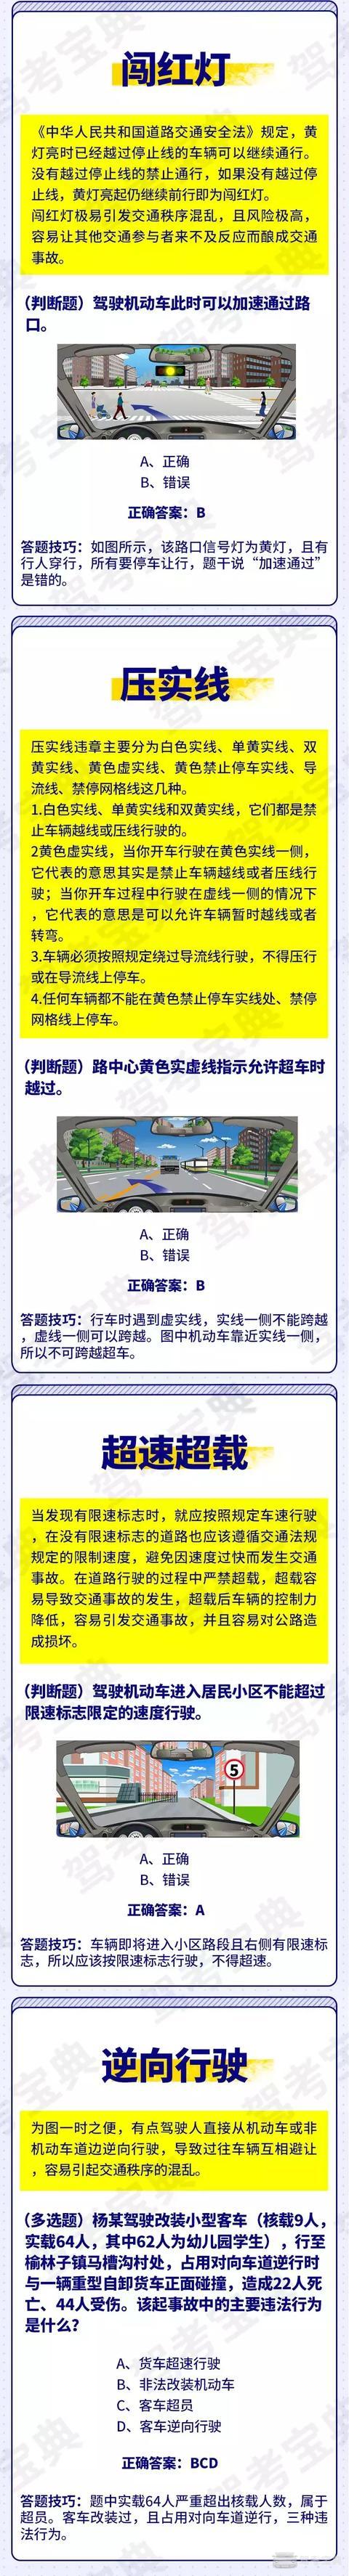 闯红灯
《中华人民共和国道路交通安全法》规定，黄
灯亮时已经越过停止线的车辆可以继续通行。
没有越过停止线的禁止通行，如果没有越过停
止线，黄灯亮起仍继续前行即为闯红灯。
闯红灯极易引发交通秩序混乱，且风险极高，
容易让其他交通参与者来不及反应而酿成交通
事故。
（判断题）驾驶机动车此时可以加速通过路
口。
A、正确
B、错误
正确答案：B
答题技巧：如图所示，该路口信号灯为黄灯，且有
行人穿行，所有要停车让行，题干说“加速通过”
是错的。
压实线
压实线违章主要分为白色实线、单黄实线、双
黄实线、黄色虚实线、黄色禁止停车实线、导
流线、禁停网格线这几种。
1.白色实线、单黄实线和双黄实线，它们都是禁
止车辆越线或压线行驶的。
2黄色虚实线，当你开车行驶在黄色实线一侧，
它代表的意思其实是禁止车辆越线或者压线行
驶；当你开车过程中行驶在虚线一侧的情况下
，它代表的意思是可以允许车辆暂时越线或者
转弯。
3.车辆必须按照规定绕过导流线行驶，不得压行
或在导流线上停车。
4.任何车辆都不能在黄色禁止停车实线处、禁停
网格线上停车。
（判断题）路中心黄色实虚线指示允许超车时
越过。
A、正确
B、错误
正确答案：B
答题技巧：行车时遇到虚实线，实线一侧不能跨越
，虚线一侧可以跨越。图中机动车靠近实线一侧，
所以不可跨越超车。
超速超载
当发现有限速标志时，就应按照规定车速行驶
，在没有限速标志的道路也应该遵循交通法规
规定的限制速度，避免因速度过快而发生交通
事故。在道路行驶的过程中严禁超载，超载容
易导致交通事故的发生，超载后车辆的控制力
降低，容易引发交通事故，并且容易对公路造
成损坏。
（判断题）驾驶机动车进入居民小区不能超过
限速标志限定的速度行驶。
5
A、正确
B、错误
正确答案：A
答题技巧：车辆即将进入小区路段且右侧有限速标
志，所以应该按限速标志行驶，不得超速。
逆向行驶
为图一时之便，有点驾驶人直接从机动车或非
机动车道边逆向行驶，导致过往车辆互相避让
，容易引起交通秩序的混乱。
（多选题）杨某驾驶改装小型客车（核载9人，
实载64人，其中62人为幼儿园学生），行至
榆林子镇马槽沟村处，占用对向车道逆行时
与一辆重型自卸货车正面碰撞，造成22人死
亡、44人受伤。该起事故中的主要违法行为
是什么？
A、货车超速行驶
B、非法改装机动车
C、客车超员
D、客车逆向行驶
正确答案：BCD
答题技巧：题中实载64人严重超出核载人数，属于
超员。客车改装过，且占用对向车道逆行，三种违
法行为。
驾考宝典